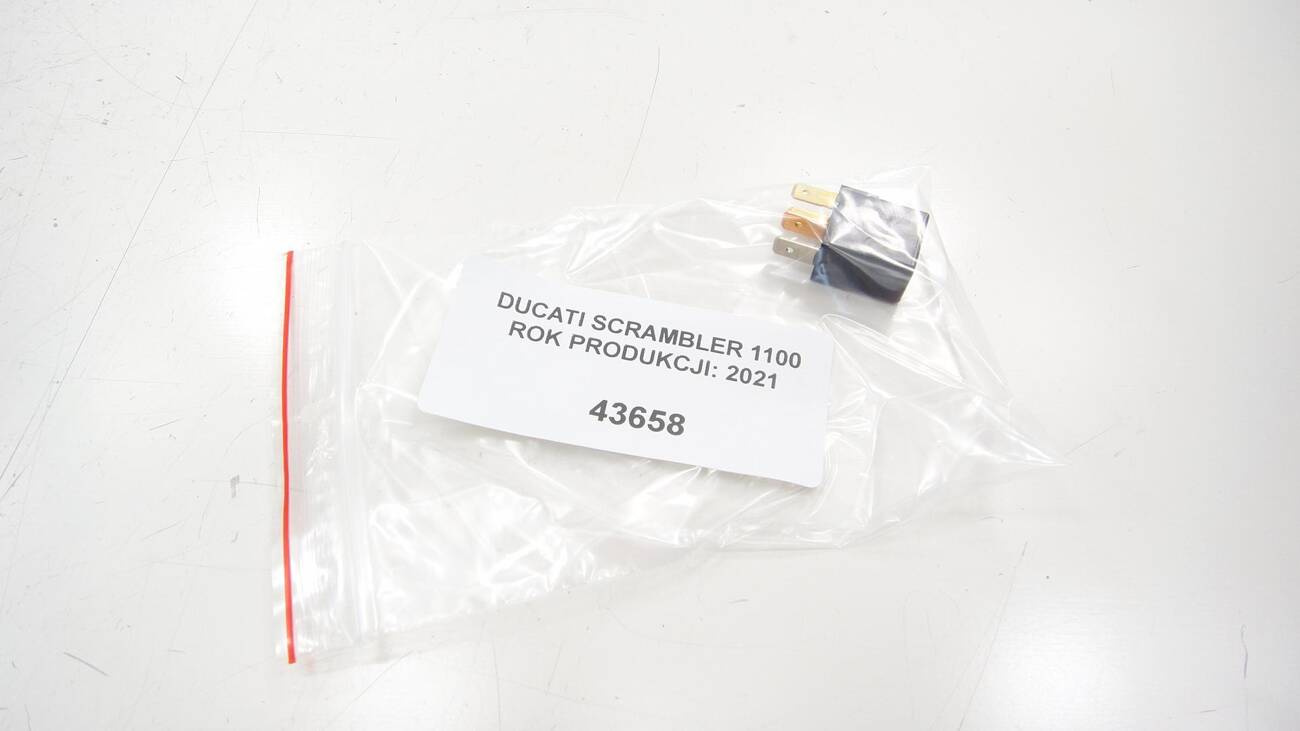 DUCATI SCRAMBLER 1100
ROK PRODUKCJI: 2021
43658